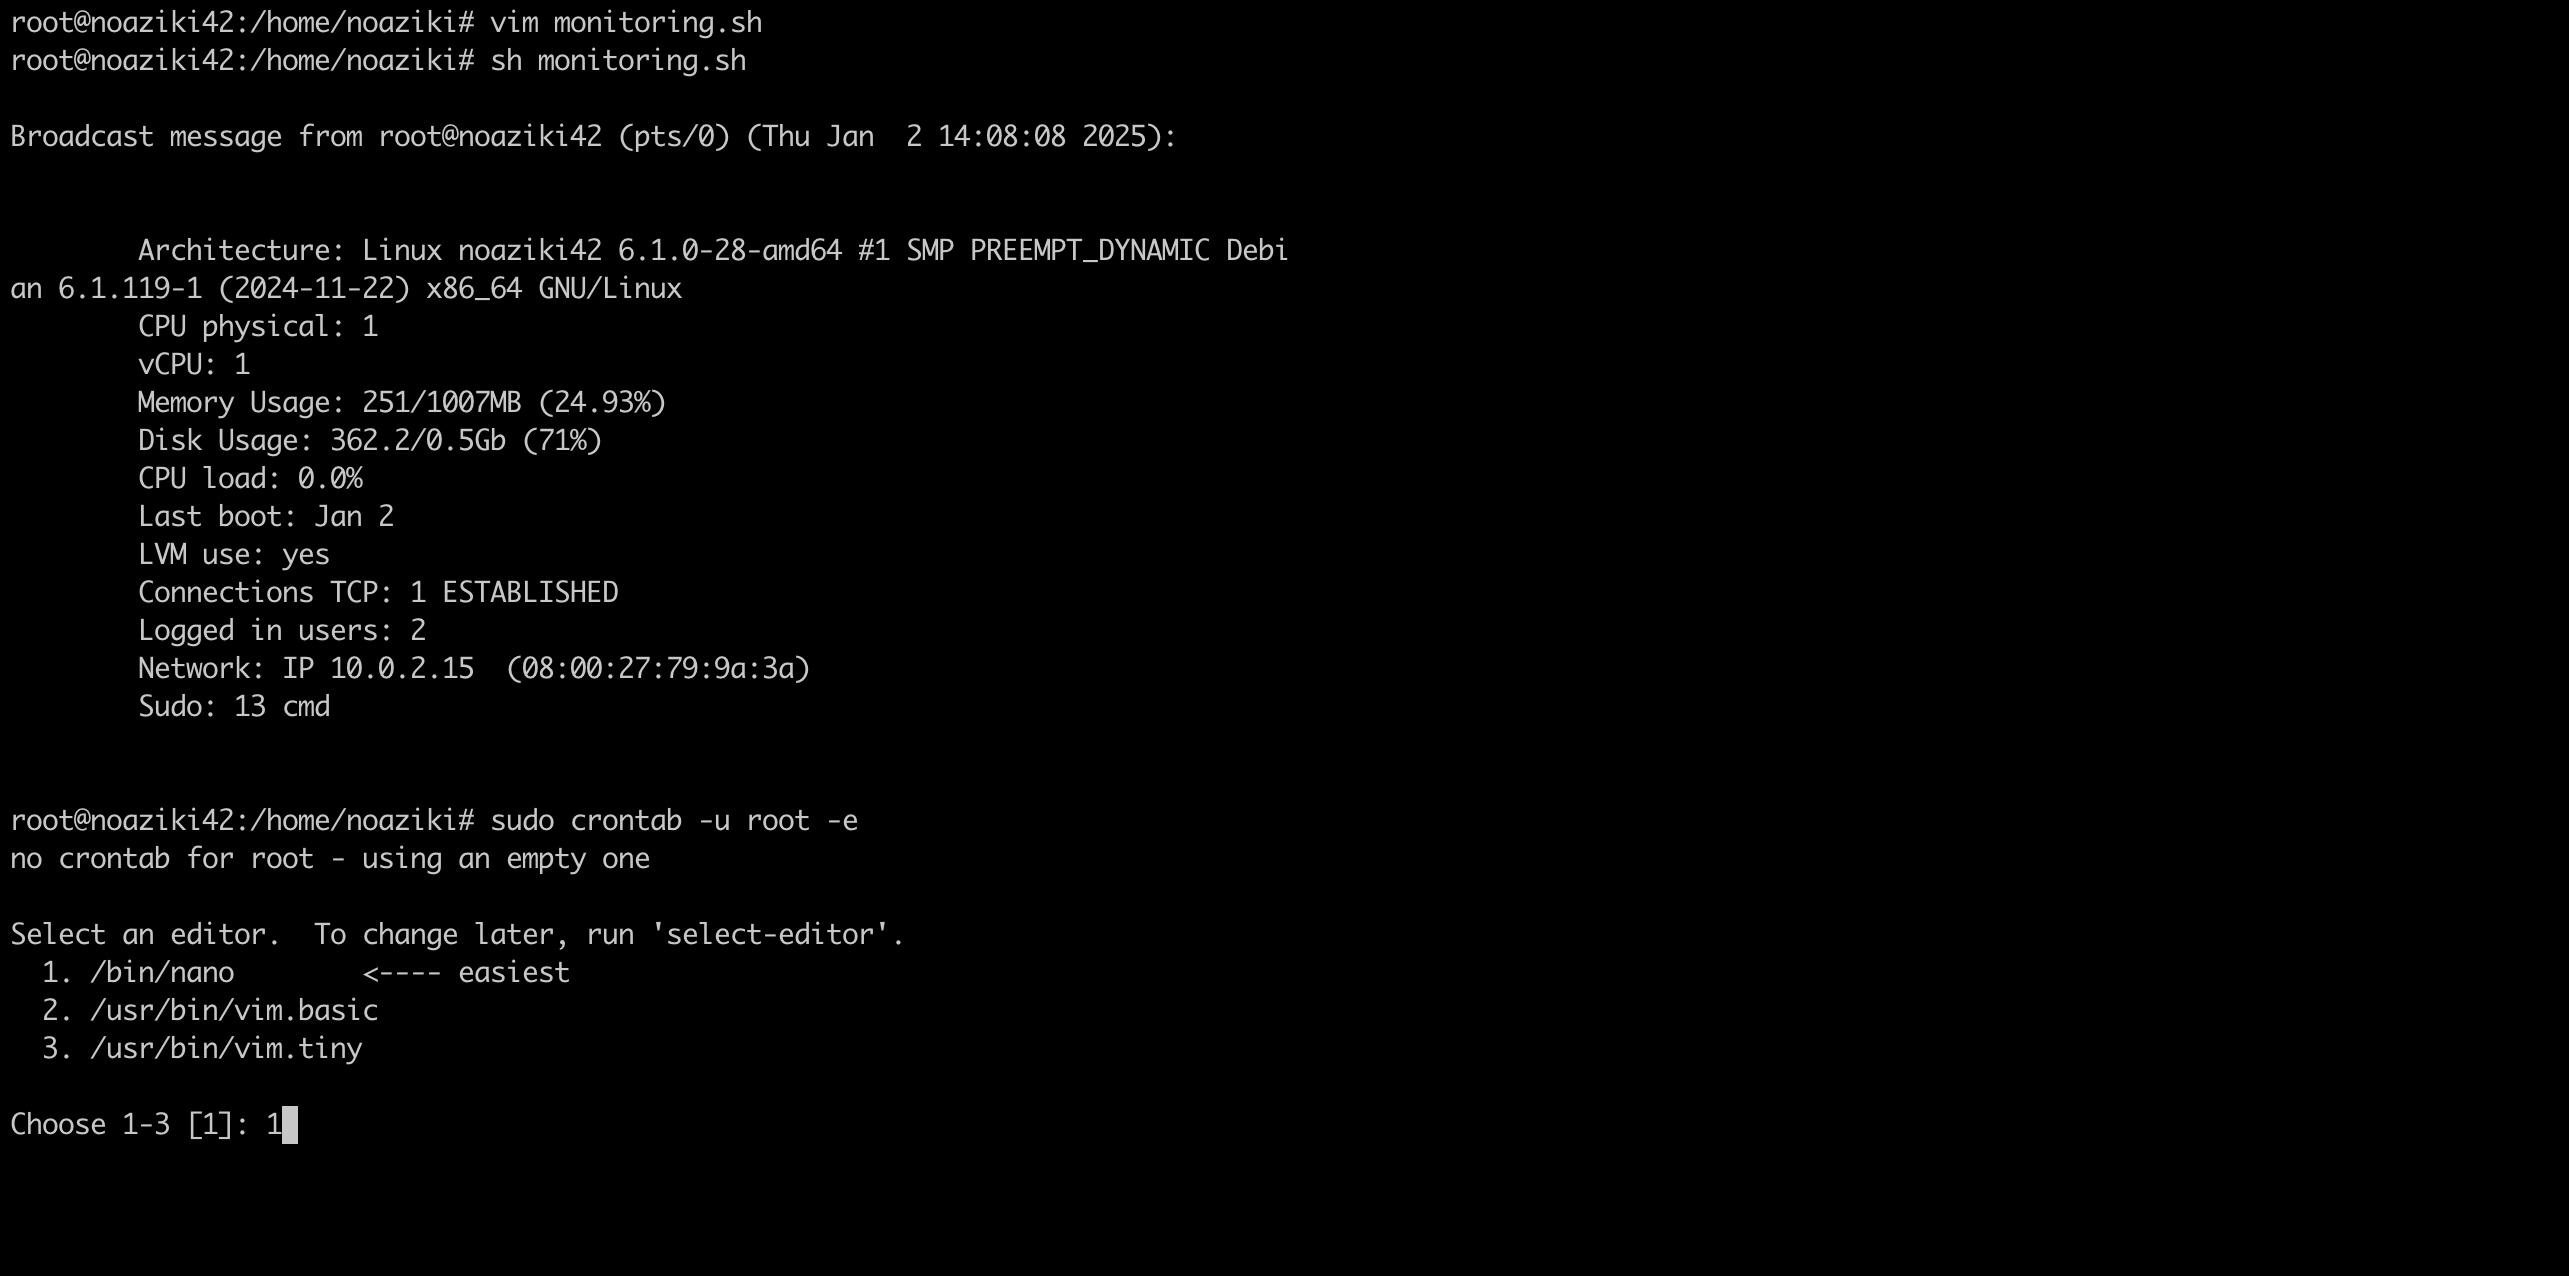 root@noaziki42:/home/noaziki# vim monitoring.sh
root@noaziki42:/home/noaziki# sh monitoring.sh
Broadcast message from root@noaziki42 (pts/0) (Thu Jan  2 14:08:08 2025):
Architecture: Linux noaziki42 6.1.0-28-amd64 #1 SMP PREEMPT_DYNAMIC Debi
an 6.1.119-1 (2024-11-22) x86_64 GNU/Linux
CPU physical: 1
vCPU: 1
Memory Usage: 251/1007MB (24.93%)
Disk Usage: 362.2/0.5Gb (71%)
CPU load: 0.0%
Last boot: Jan 2
LVM use: yes
Connections TCP: 1 ESTABLISHED
Logged in users: 2
Network: IP 10.0.2.15  (08:00:27:79:9a:3a)
Sudo: 13 cmd
root@noaziki42:/home/noaziki# sudo crontab -u root -e
no crontab for root - using an empty one
Select an editor.  To change later, run 'select-editor'.
1. /bin/nano        <---- easiest
2. /usr/bin/vim.basic
3. /usr/bin/vim.tiny
Choose 1-3 [1]: 1